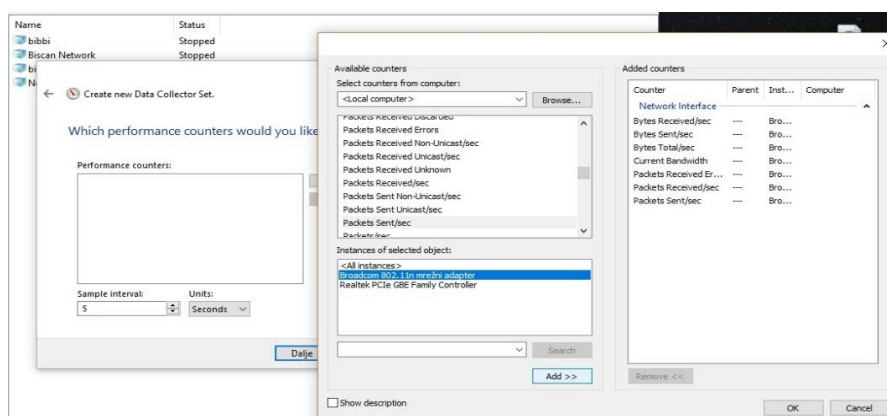 Name Status
bibbi Stopped
Biscan Network Stopped
bi
N
Create new Data Collector Set.
Which performance counters would you like
Performance counters:
Sample interval: Units:
5 Seconds
Dalje
Available counters
Select counters from computer:
<Local computer> Browse...
Packets Received Discarded
Packets Received Errors
Packets Received Non-Unicast/sec
Packets Received Unicast/sec
Packets Received Unknown
Packets Received/sec
Packets Sent Non-Unicast/sec
Packets Sent Unicast/sec
Packets Sent/sec
Packets/sec
Instances of selected object:
<All instances>
Broadcom 802.11n mrežni adapter
Realtek PCIe GBE Family Controller
Search
Add >>
Show description
Added counters
Counter Parent Inst... Computer
Network Interface
Bytes Received/sec --- Bro...
Bytes Sent/sec --- Bro...
Bytes Total/sec --- Bro...
Current Bandwidth --- Bro...
Packets Received Er... --- Bro...
Packets Received/sec --- Bro...
Packets Sent/sec --- Bro...
Remove <<
OK Cancel